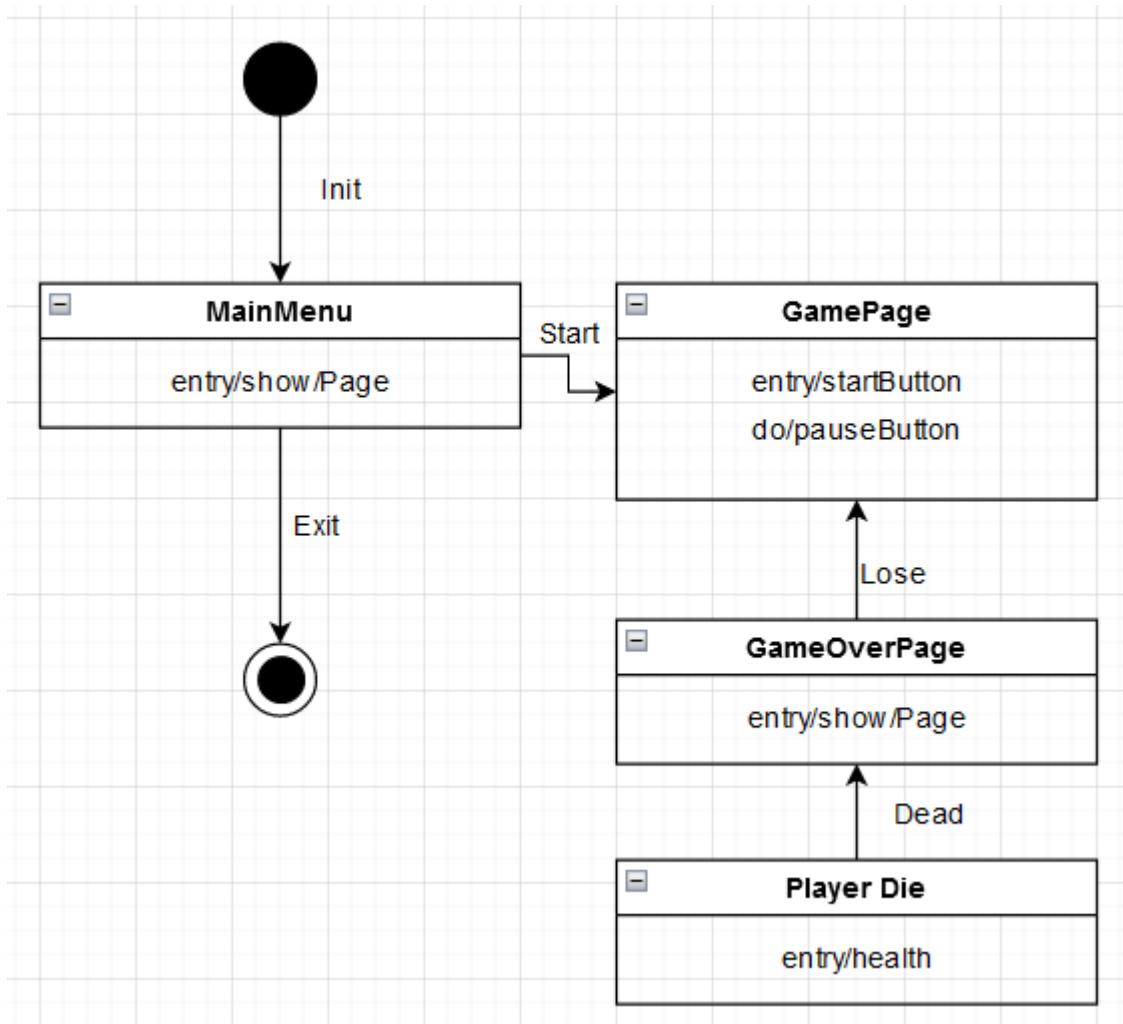 Init
MainMenu
entry/show/Page
Start
GamePage
entry/startButton
do/pauseButton
Exit
Lose
GameOverPage
entry/show/Page
Dead
Player Die
entry/health